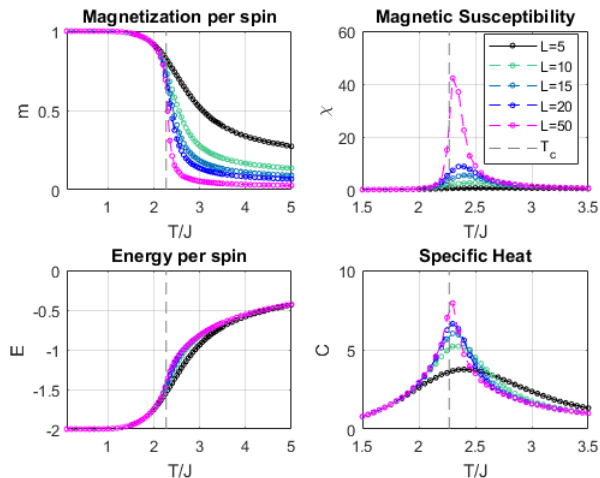 Magnetization per spin
1
0.5
0
m
1 2 3 4 5
T/J
Magnetic Susceptibility
60
40
20
0
χ
1.5 2 2.5 3 3.5
T/J
L=5
L=10
L=15
L=20
L=50
T_c
Energy per spin
0
-0.5
-1
-1.5
-2
E
1 2 3 4 5
T/J
Specific Heat
10
5
0
C
1.5 2 2.5 3 3.5
T/J